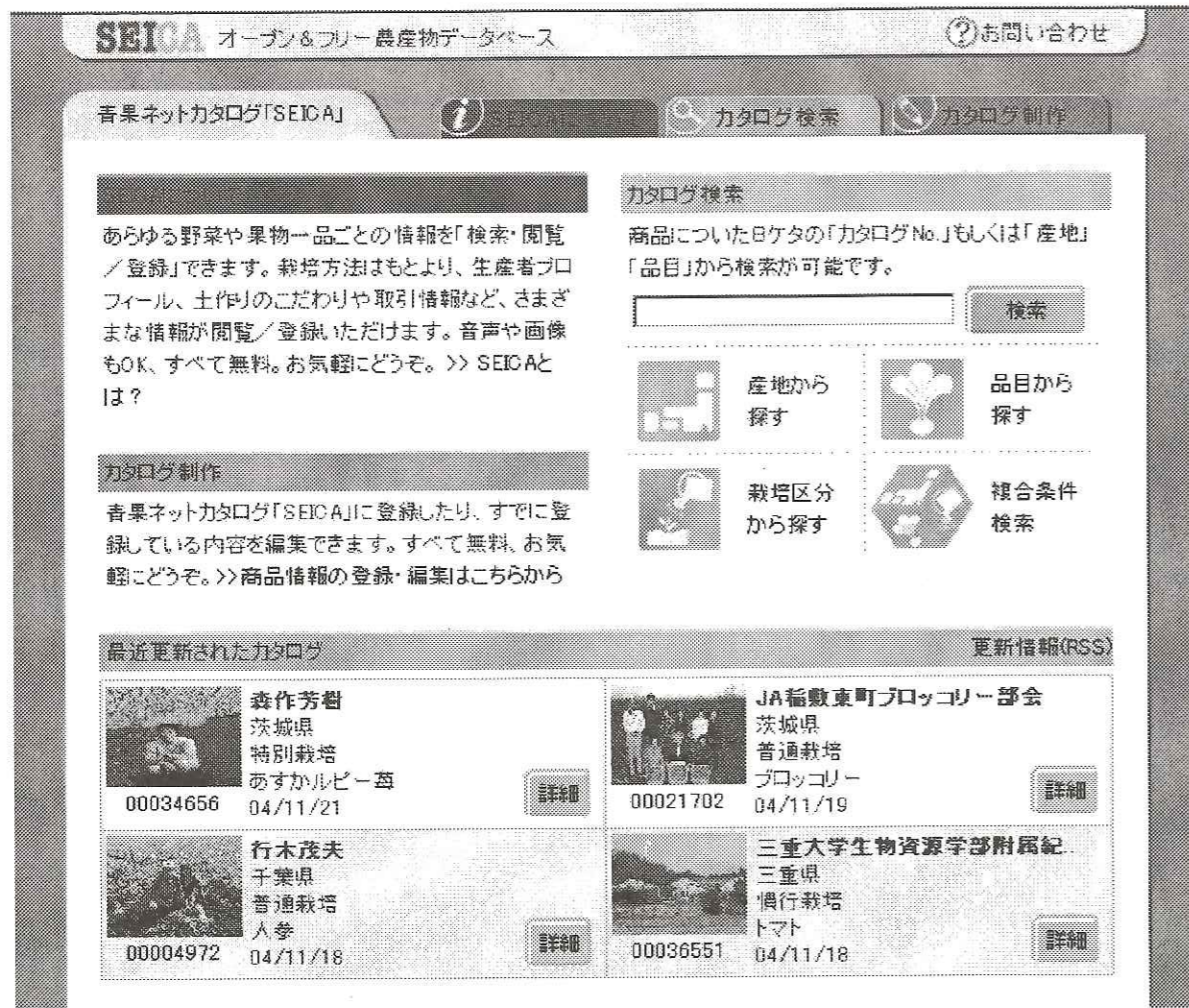 SEICA オープン&フリー農産物データベース
お問い合わせ
青果ネットカタログ「SEICA」
カタログ検索
カタログ制作
あらゆる野菜や果物一品ごとの情報を「検索・閲覧
／登録」できます。栽培方法はもとより、生産者プロ
フィール、土作りのこだわりや取引情報など、さまざ
まな情報が閲覧／登録いただけます。音声や画像
もOK、すべて無料。お気軽にどうぞ。>> SEICAと
は？
カタログ制作
青果ネットカタログ「SEICA」に登録したり、すでに登
録している内容を編集できます。すべて無料、お気
軽にどうぞ。>>商品情報の登録・編集はこちらから
カタログ検索
商品についた8ケタの「カタログNo.」もしくは「産地」
「品目」から検索が可能です。
検索
産地から
探す
品目から
探す
栽培区分
から探す
複合条件
検索
最近更新されたカタログ
更新情報(RSS)
森作芳樹
茨城県
特別栽培
あすかルビー苺
00034656
04/11/21
詳細
JA稲敷東町ブロッコリー部会
茨城県
普通栽培
ブロッコリー
00021702
04/11/19
詳細
行木茂夫
千葉県
普通栽培
人参
00004972
04/11/18
詳細
三重大学生物資源学部附属紀..
三重県
慣行栽培
トマト
00036551
04/11/18
詳細